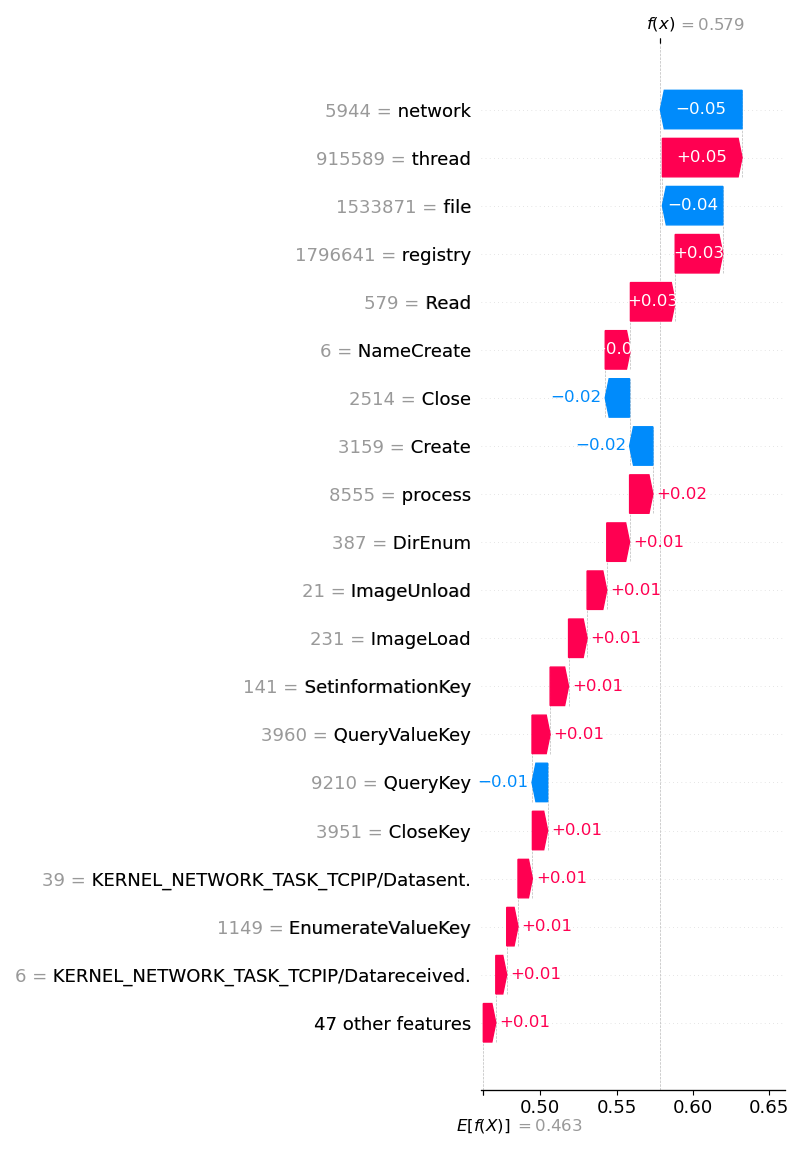 f(x) = 0.579
5944 = network −0.05
915589 = thread +0.05
1533871 = file −0.04
1796641 = registry +0.03
579 = Read +0.03
6 = NameCreate
2514 = Close −0.02
3159 = Create −0.02
8555 = process +0.02
387 = DirEnum +0.01
21 = ImageUnload +0.01
231 = ImageLoad +0.01
141 = SetinformationKey +0.01
3960 = QueryValueKey +0.01
9210 = QueryKey −0.01
3951 = CloseKey +0.01
39 = KERNEL_NETWORK_TASK_TCPIP/Datasent. +0.01
1149 = EnumerateValueKey +0.01
6 = KERNEL_NETWORK_TASK_TCPIP/Datareceived. +0.01
47 other features +0.01
0.50 0.55 0.60 0.65
E[f(X)] = 0.463